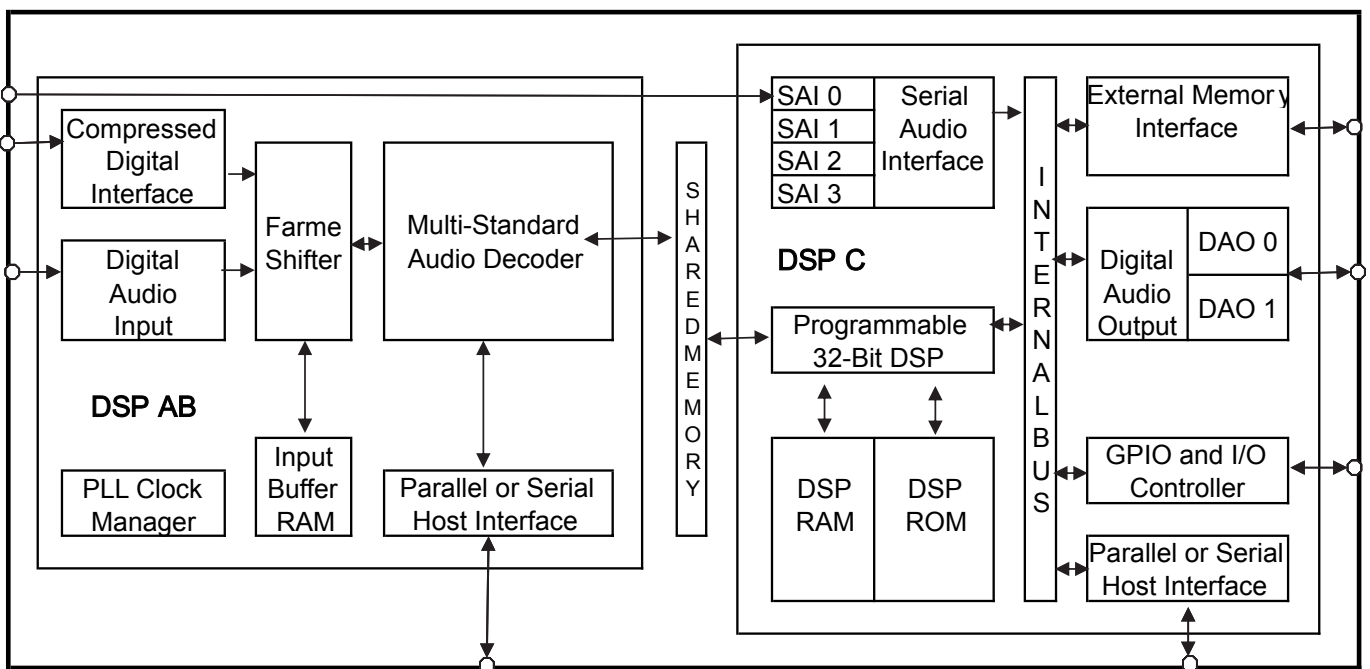 Compressed
Digital
Interface
Digital
Audio
Input
DSP AB
PLL Clock
Manager
Farme
Shifter
Input
Buffer
RAM
Multi-Standard
Audio Decoder
Parallel or Serial
Host Interface
SHAREDMEMORY
SAI 0
SAI 1
SAI 2
SAI 3
Serial
Audio
Interface
DSP C
Programmable
32-Bit DSP
DSP
RAM
DSP
ROM
INTERNALBUS
External Memory
Interface
Digital
Audio
Output
DAO 0
DAO 1
GPIO and I/O
Controller
Parallel or Serial
Host Interface